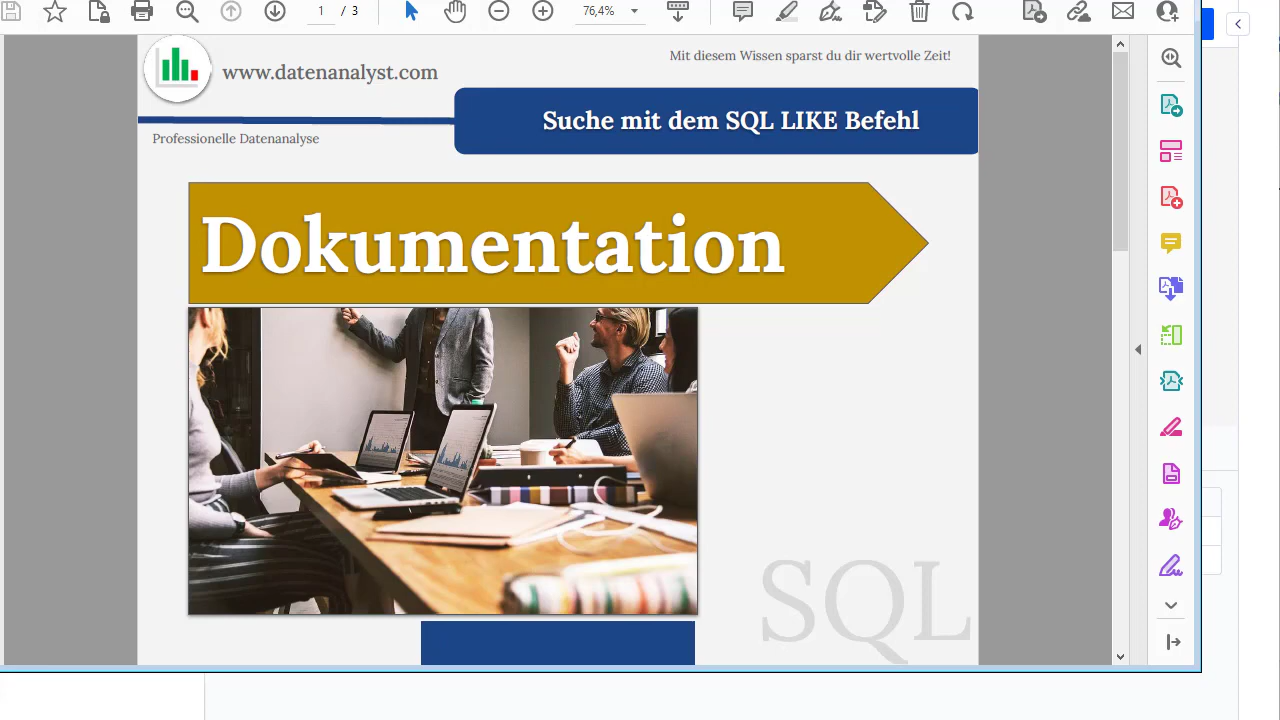 1 / 3
76,4%
www.datenanalyst.com
Mit diesem Wissen sparst du dir wertvolle Zeit!
Suche mit dem SQL LIKE Befehl
Professionelle Datenanalyse
Dokumentation
SQL